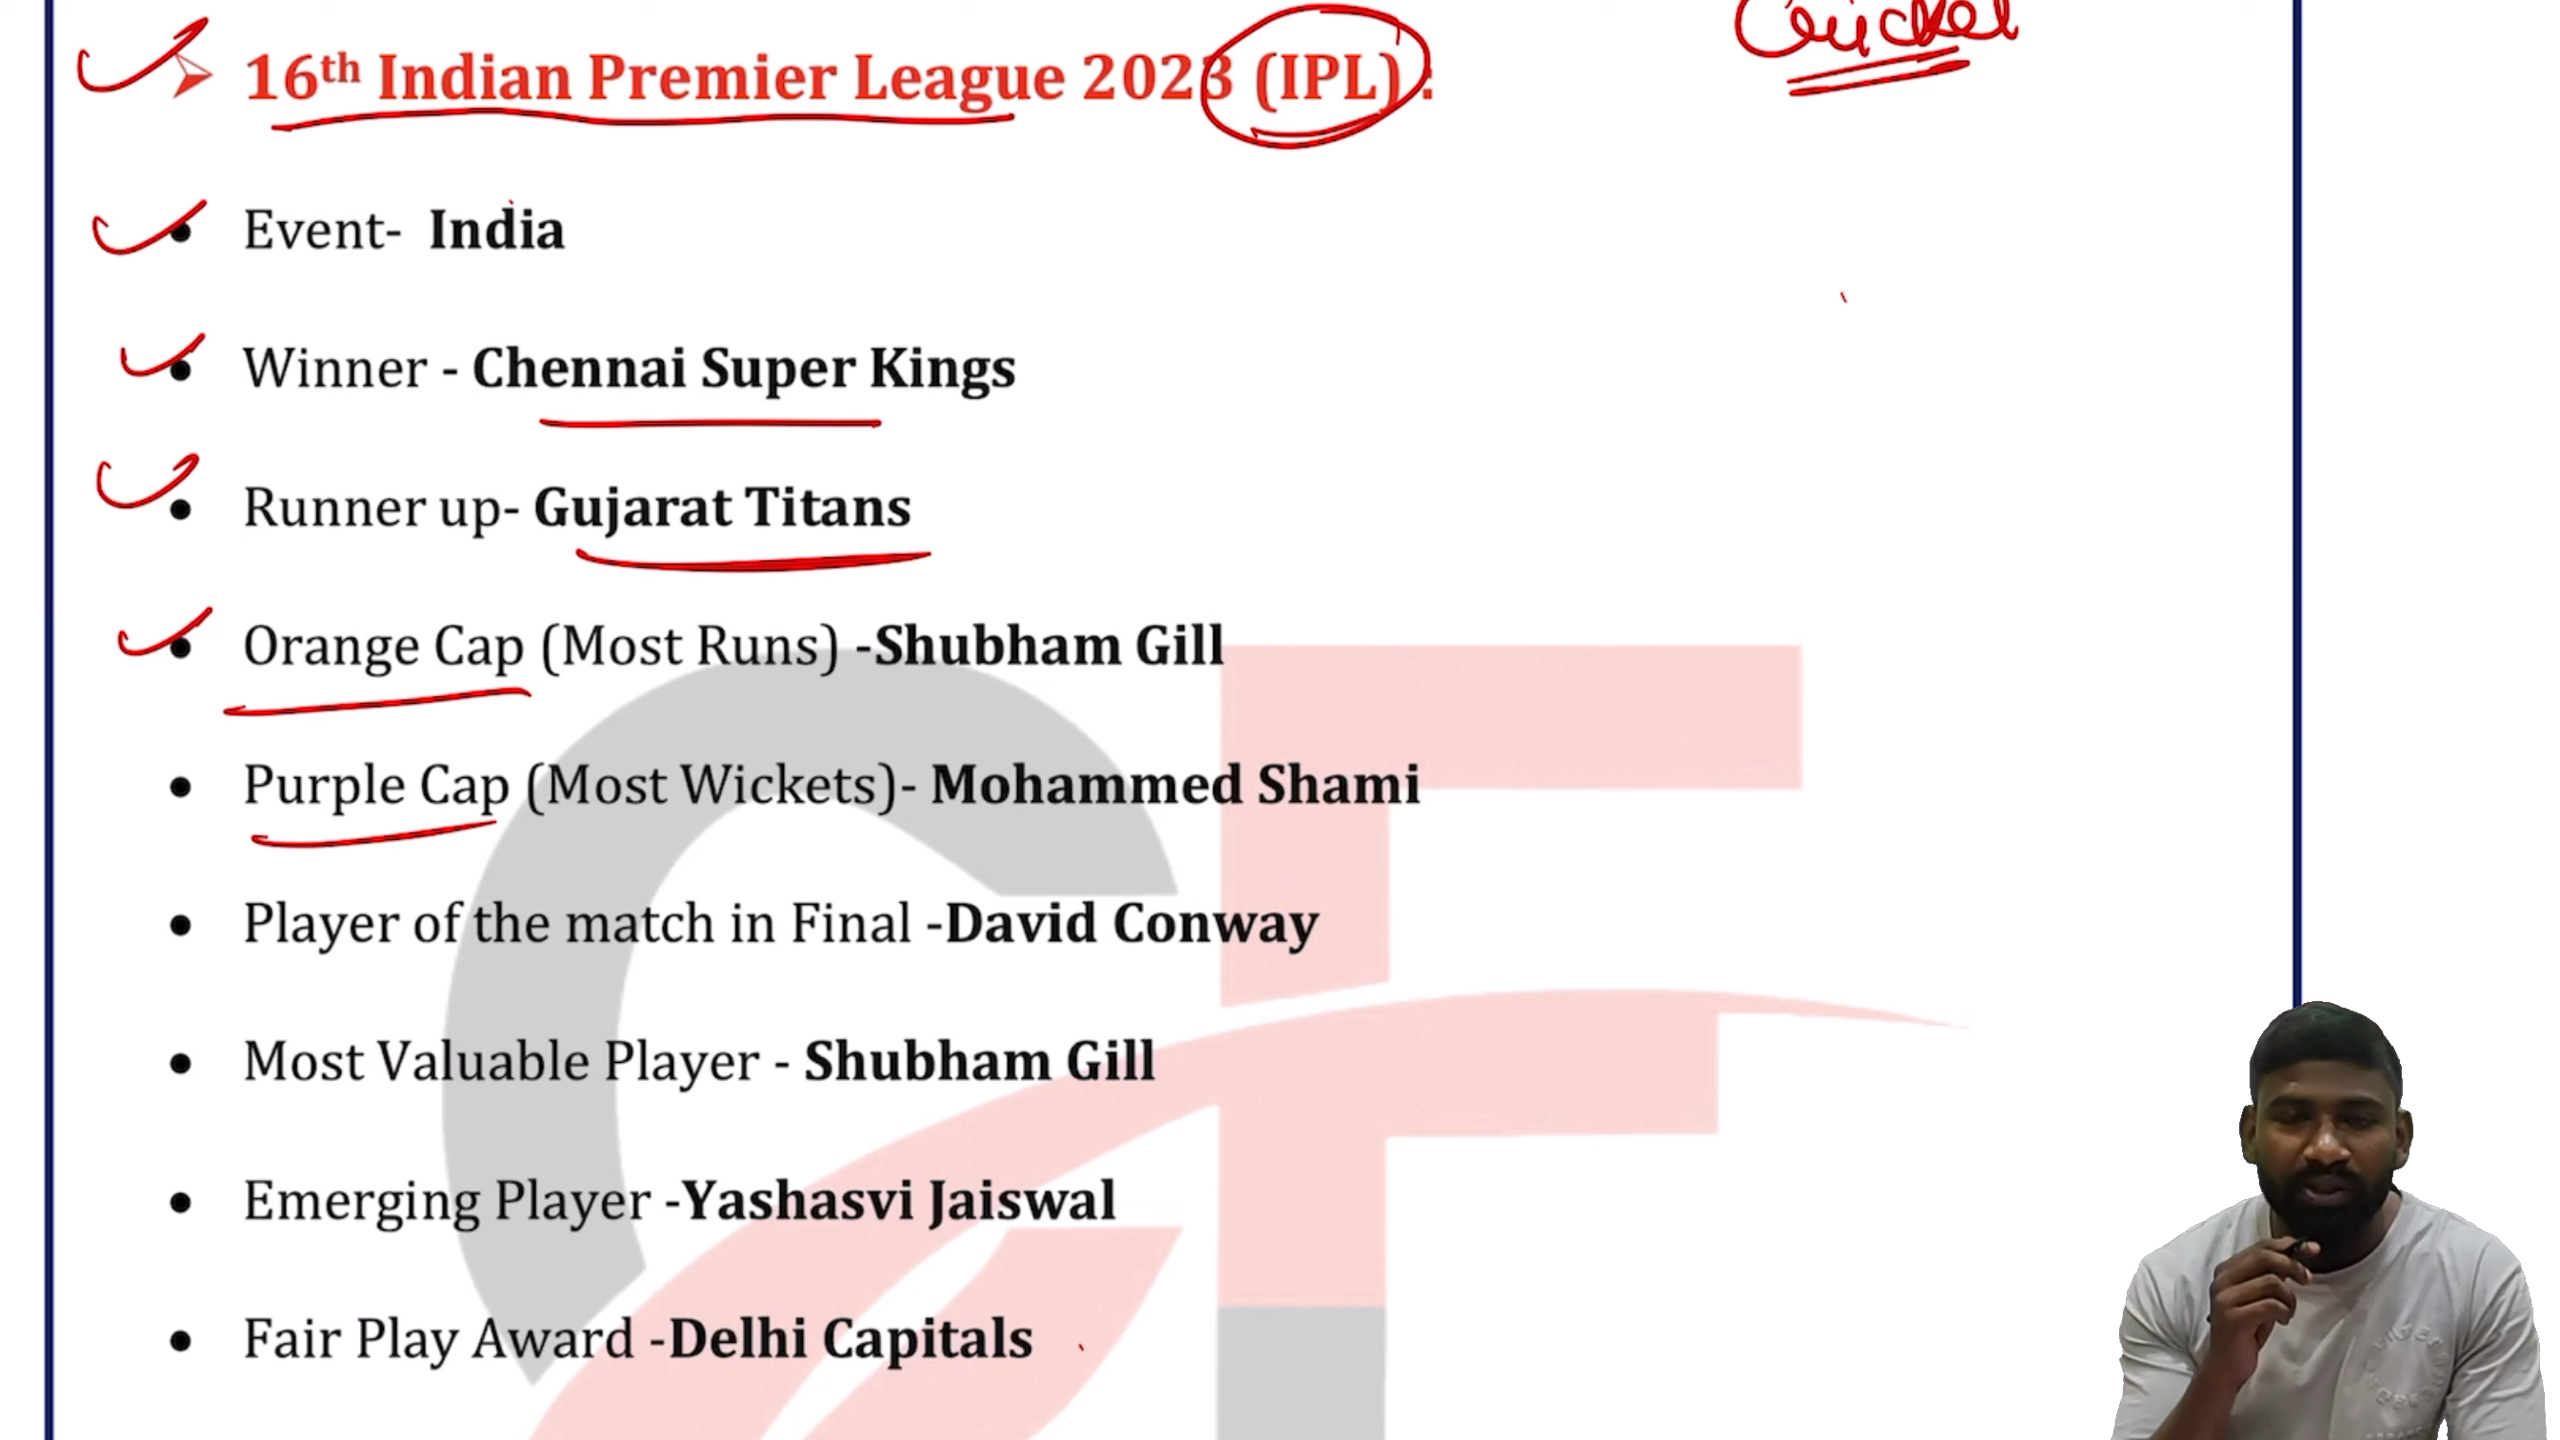 Cricket
16th Indian Premier League 2023 (IPL) :
Event- India
Winner - Chennai Super Kings
Runner up- Gujarat Titans
Orange Cap (Most Runs) -Shubham Gill
Purple Cap (Most Wickets)- Mohammed Shami
Player of the match in Final -David Conway
Most Valuable Player - Shubham Gill
Emerging Player -Yashasvi Jaiswal
Fair Play Award -Delhi Capitals